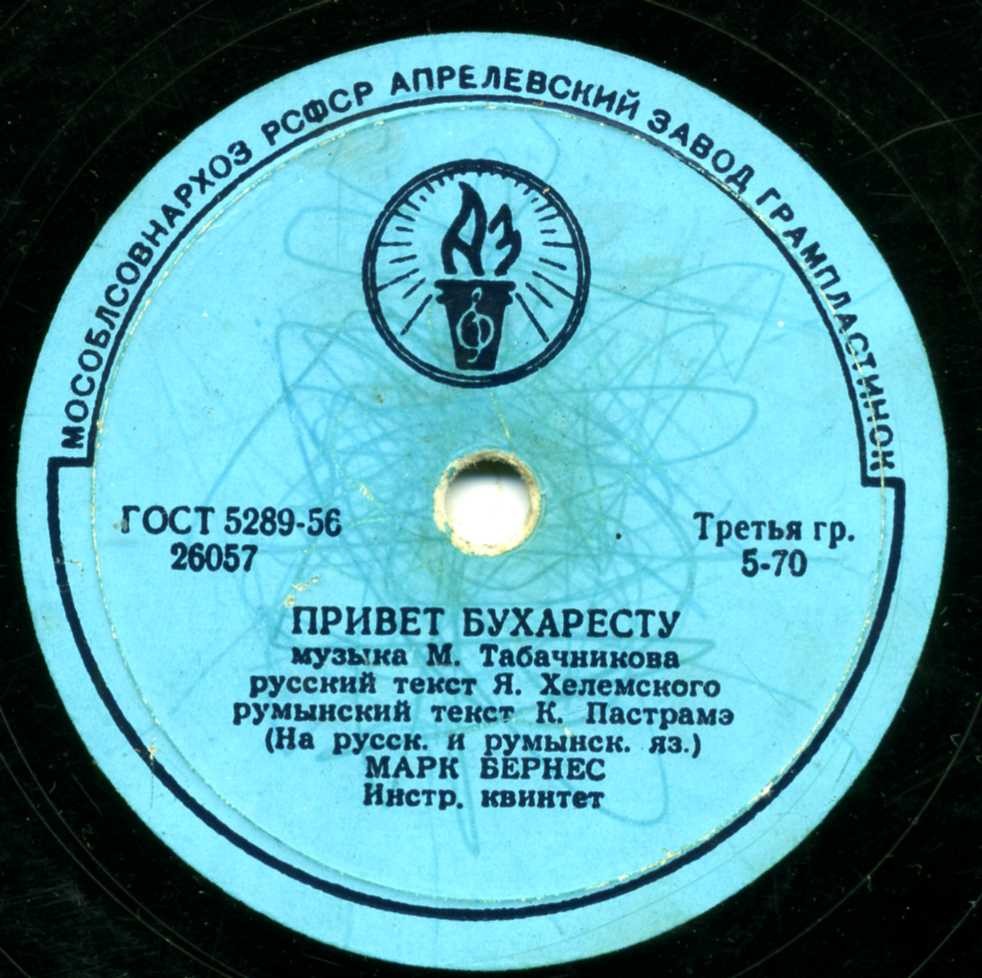 МОСОБЛСОВНАРХОЗ РСФСР АПРЕЛЕВСКИЙ ЗАВОД ГРАМПЛАСТИНОК
АЗ
ГОСТ 5289-56
26057
Третья гр.
5-70
ПРИВЕТ БУХАРЕСТУ
музыка М. Табачникова
русский текст Я. Хелемского
румынский текст К. Пастрамэ
(На русск. и румынск. яз.)
МАРК БЕРНЕС
Инстр. квинтет